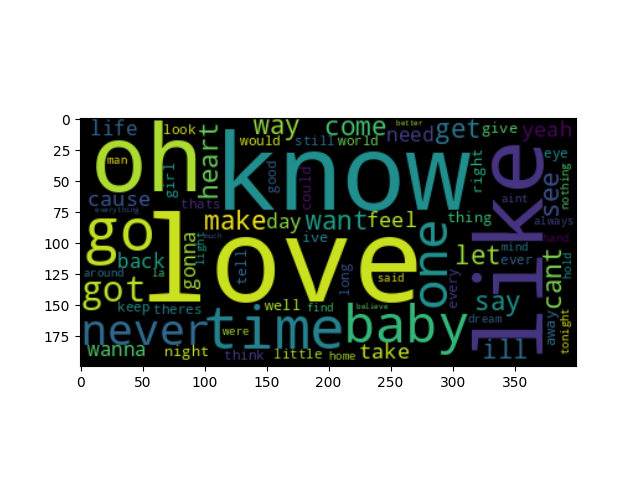 0
25
50
75
100
125
150
175
0 50 100 150 200 250 300 350
life look way come better get give yeah
oh man heart would still world need
know
girl good could right like eye
cause thats aint see nothing
everything
make day want feel thing always
go love one
gonna light much ive mind hand
back tell let ever cant hold
around la said
got long every say
keep theres well find believe dream away tonight
never time baby
were
wanna night think little home take ill